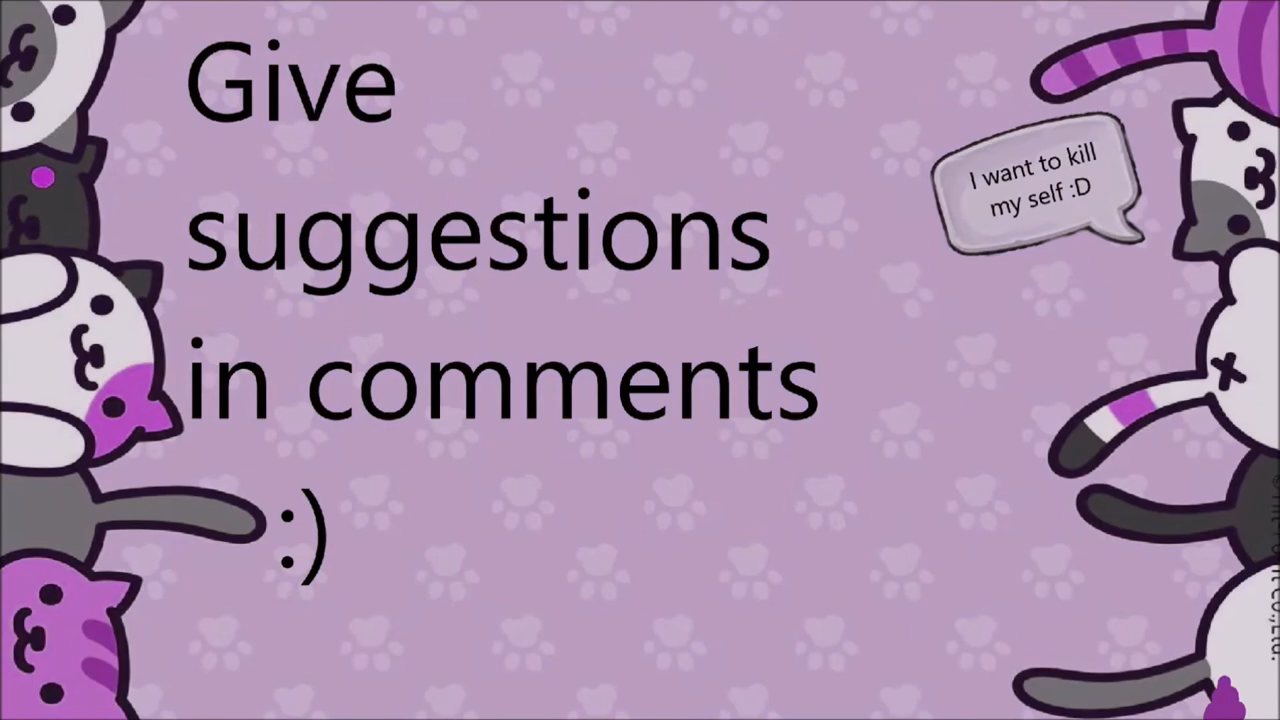 Give
suggestions
in comments
:)
I want to kill
my self :D